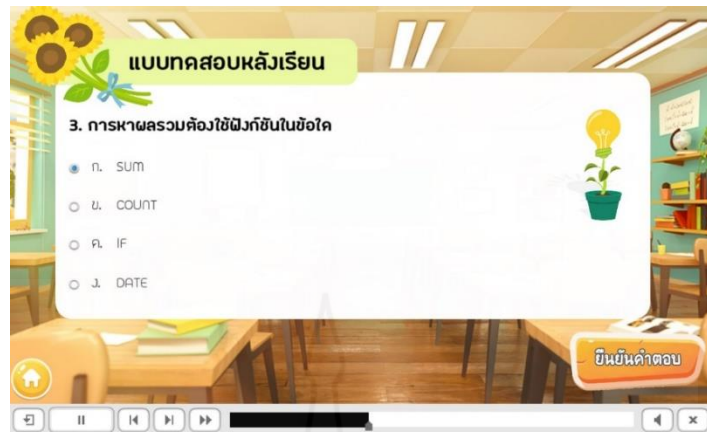 แบบทดสอบหลังเรียน
3. การหาผลรวมต้องใช้ฟังก์ชันในข้อใด
ก. SUM
ข. COUNT
ค. IF
ง. DATE
ยืนยันคำตอบ